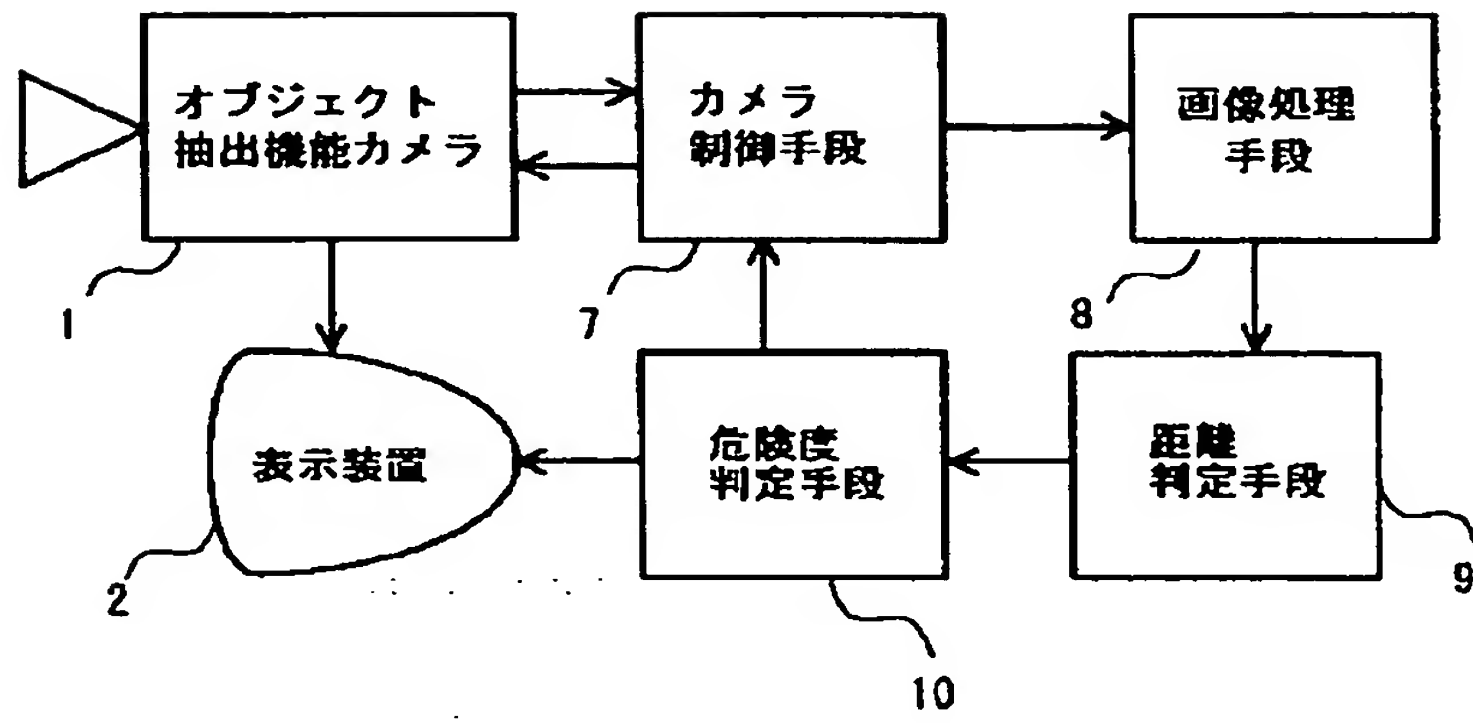 オブジェクト
抽出機能カメラ
カメラ
制御手段
画像処理
手段
1
7
8
表示装置
危険度
判定手段
距離
判定手段
2
10
9